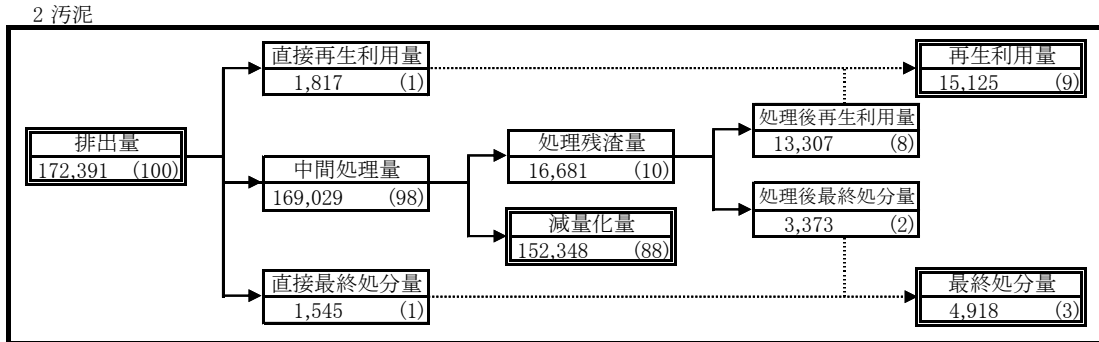 2 汚泥
直接再生利用量
1,817 (1)
再生利用量
15,125 (9)
排出量
172,391 (100)
中間処理量
169,029 (98)
処理残渣量
16,681 (10)
処理後再生利用量
13,307 (8)
処理後最終処分量
3,373 (2)
減量化量
152,348 (88)
直接最終処分量
1,545 (1)
最終処分量
4,918 (3)